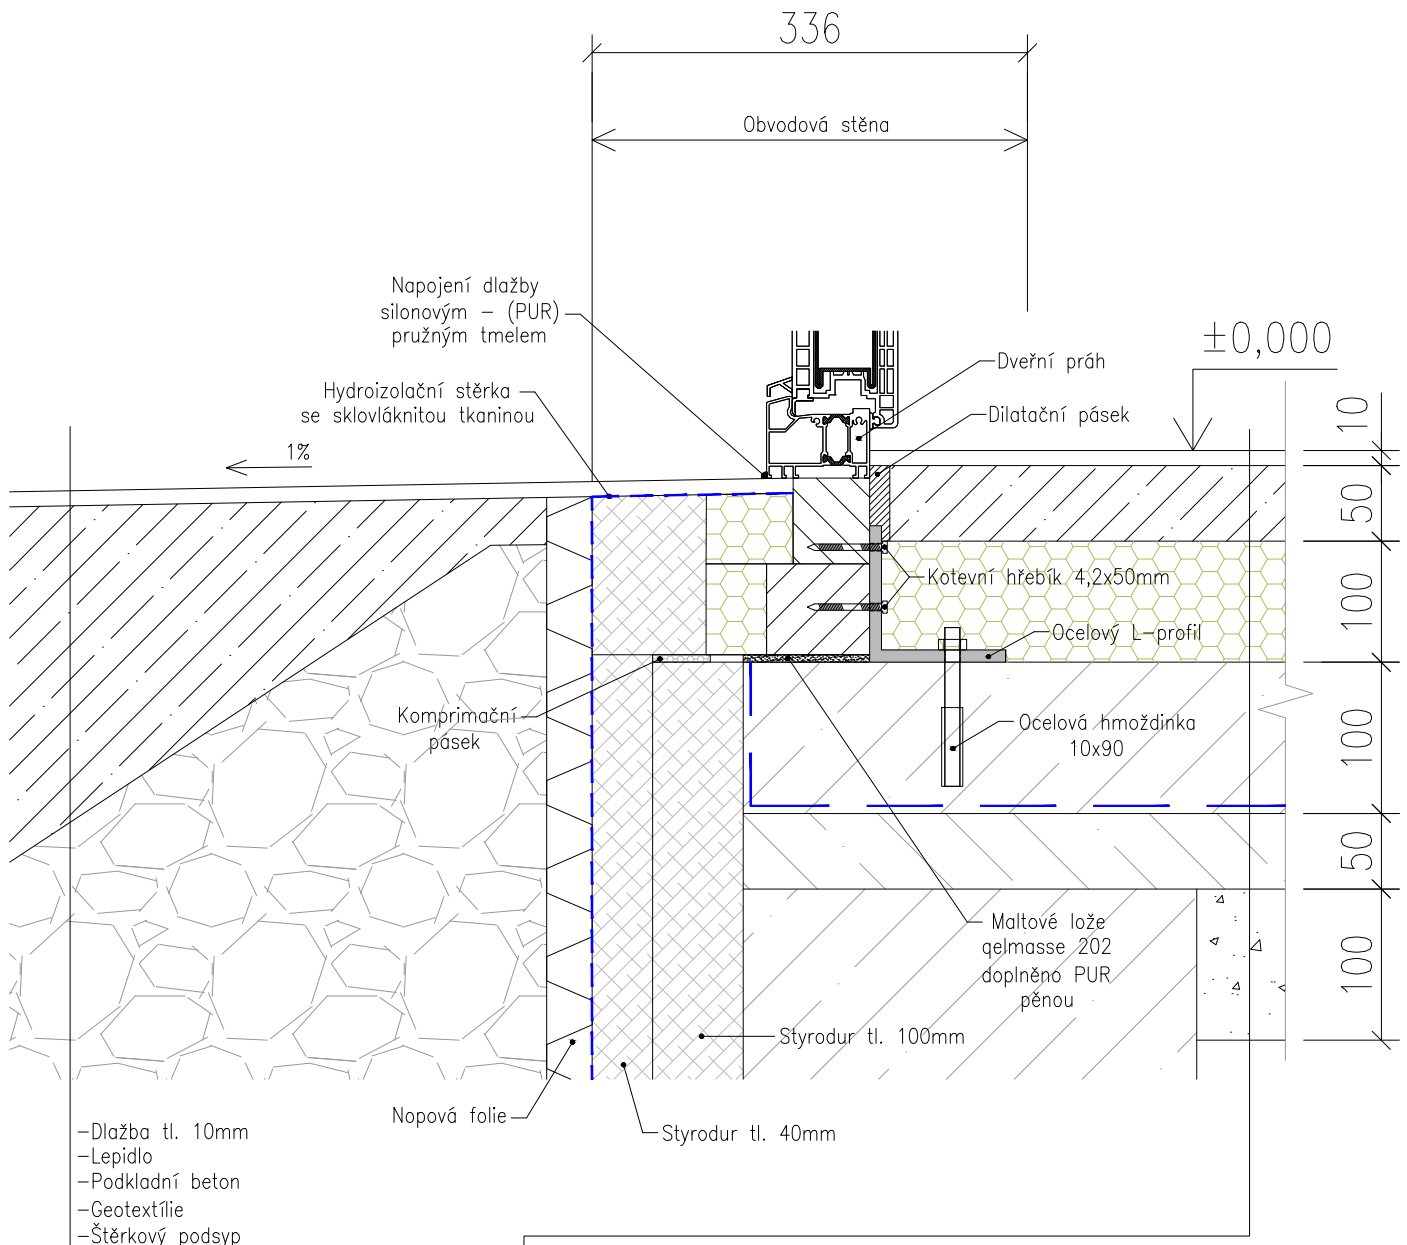 336
Obvodová stěna
Napojení dlažby
silonovým – (PUR)
pružným tmelem
±0,000
Dveřní práh
Hydroizolační stěrka
se sklovláknitou tkaninou
Dilatační pásek
10
1%
50
Kotevní hřebík 4,2x50mm
100
Ocelový L-profil
Komprimační
pásek
Ocelová hmoždinka
10x90
100
50
Maltové lože
qelmasse 202
doplněno PUR
pěnou
100
Styrodur tl. 100mm
Nopová folie
Styrodur tl. 40mm
-Dlažba tl. 10mm
-Lepidlo
-Podkladní beton
-Geotextílie
-Štěrkový podsyp